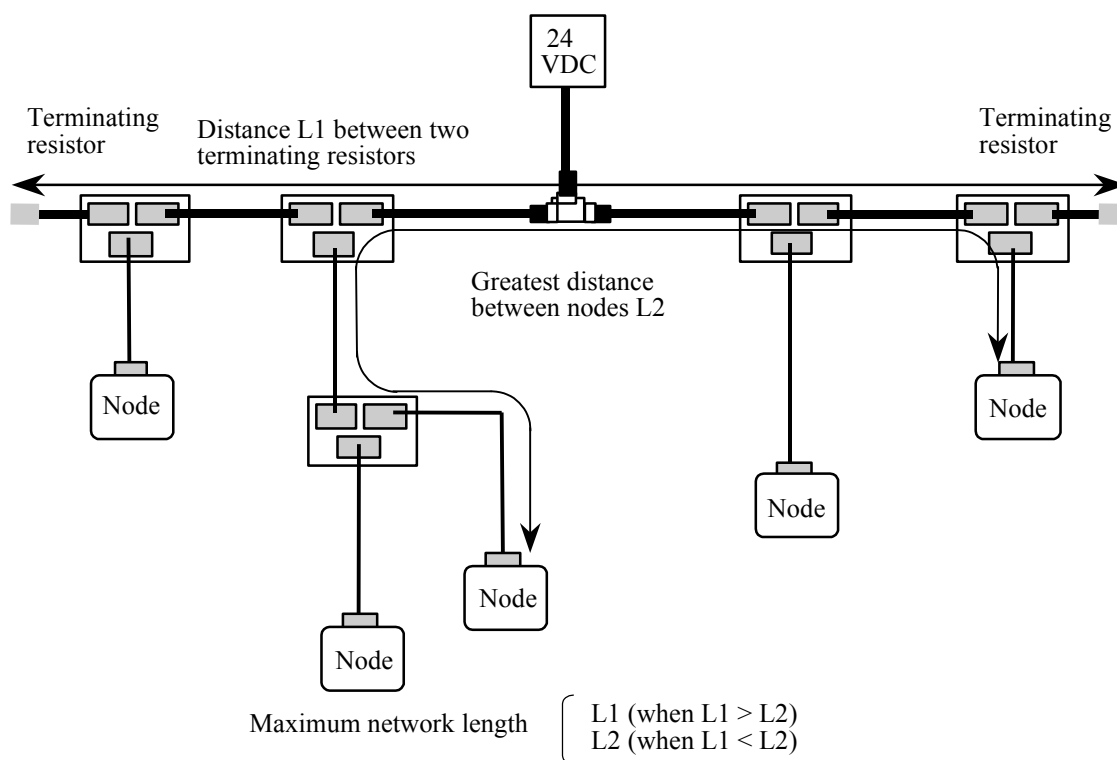 24
VDC
Terminating
resistor
Distance L1 between two
terminating resistors
Terminating
resistor
Greatest distance
between nodes L2
Node
Node
Node
Node
Node
Maximum network length
L1 (when L1 > L2)
L2 (when L1 < L2)